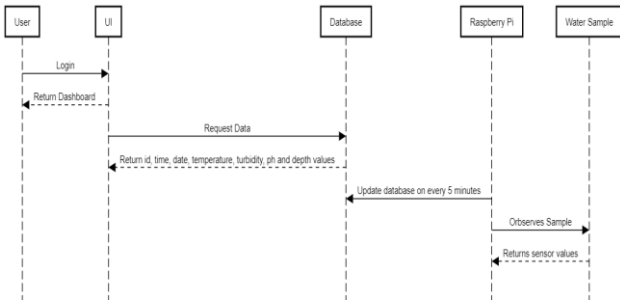 User
UI
Database
Raspberry Pi
Water Sample
Login
Return Dashboard
Request Data
Return id, time, date, temperature, turbidity, ph and depth values
Update database on every 5 minutes
Orbserves Sample
Returns sensor values